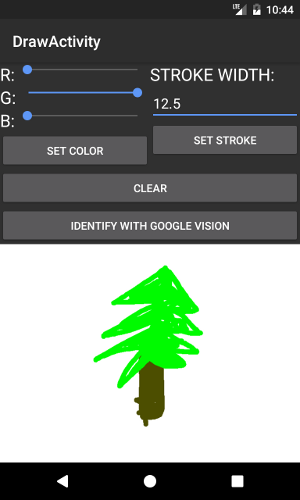 LTE 10:44
DrawActivity
R:
G:
B:
STROKE WIDTH:
12.5
SET COLOR
SET STROKE
CLEAR
IDENTIFY WITH GOOGLE VISION